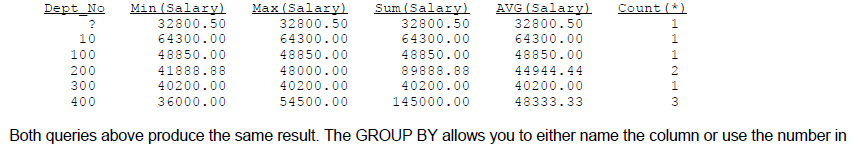 Dept_No Min(Salary) Max(Salary) Sum(Salary) AVG(Salary) Count(*)
? 32800.50 32800.50 32800.50 32800.50 1
10 64300.00 64300.00 64300.00 64300.00 1
100 48850.00 48850.00 48850.00 48850.00 1
200 41888.88 48000.00 89888.88 44944.44 2
300 40200.00 40200.00 40200.00 40200.00 1
400 36000.00 54500.00 145000.00 48333.33 3
Both queries above produce the same result. The GROUP BY allows you to either name the column or use the number in